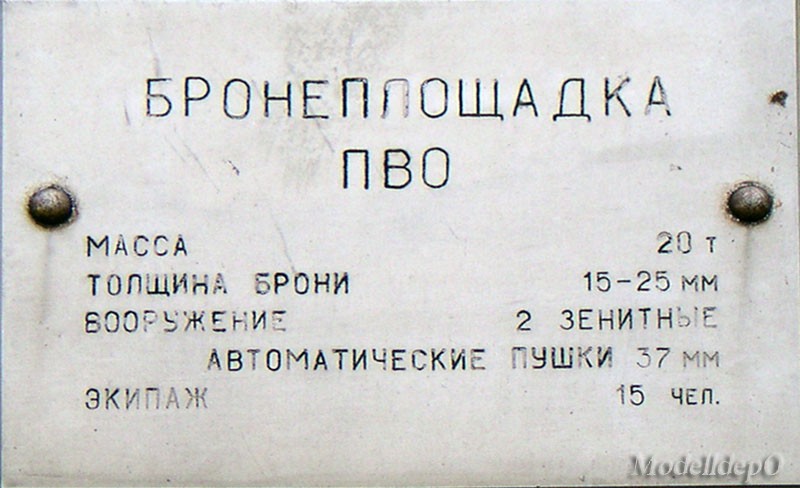 БРОНЕПЛОЩАДКА
ПВО
МАССА 20 т
ТОЛЩИНА БРОНИ 15-25 мм
ВООРУЖЕНИЕ 2 ЗЕНИТНЫЕ
АВТОМАТИЧЕСКИЕ ПУШКИ 37 мм
ЭКИПАЖ 15 ЧЕЛ.
ModelldepO